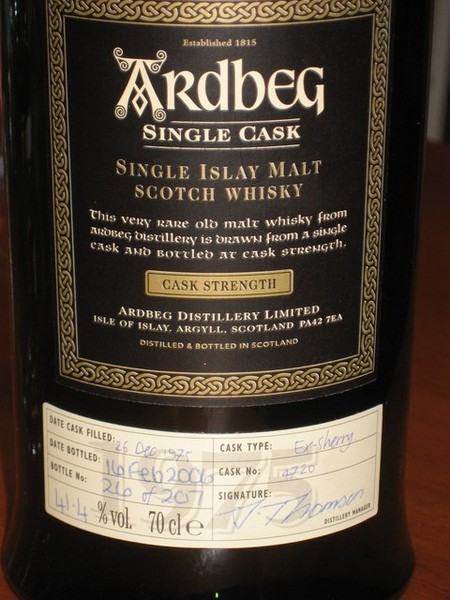 Established 1815
ARDBEG
SINGLE CASK
SINGLE ISLAY MALT
SCOTCH WHISKY
This very rare old malt whisky from
Ardbeg distillery is drawn from a single
cask and bottled at cask strength.
CASK STRENGTH
ARDBEG DISTILLERY LIMITED
ISLE OF ISLAY, ARGYLL, SCOTLAND PA42 7EA
DISTILLED & BOTTLED IN SCOTLAND
DATE CASK FILLED: 26 Dec 1975
DATE BOTTLED: 16 Feb 2006
BOTTLE No: 216 of 207
41.4 %vol. 70 cl e
CASK TYPE: Ex-Sherry
CASK No: 4720
SIGNATURE: J. Thomson
DISTILLERY MANAGER
1975